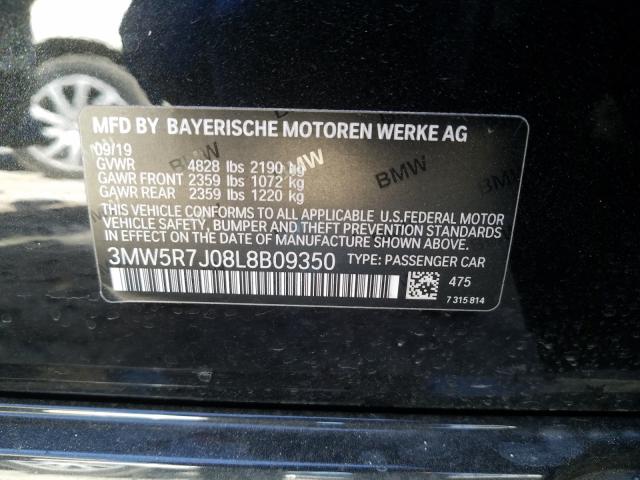 MFD BY BAYERISCHE MOTOREN WERKE AG
09/19
GVWR 4828 lbs 2190 kg
GAWR FRONT 2359 lbs 1072 kg
GAWR REAR 2359 lbs 1220 kg
THIS VEHICLE CONFORMS TO ALL APPLICABLE U.S.FEDERAL MOTOR
VEHICLE SAFETY, BUMPER AND THEFT PREVENTION STANDARDS
IN EFFECT ON THE DATE OF MANUFACTURE SHOWN ABOVE.
3MW5R7J08L8B09350 TYPE: PASSENGER CAR
475
7 315 814
BMW
BMW
BMW